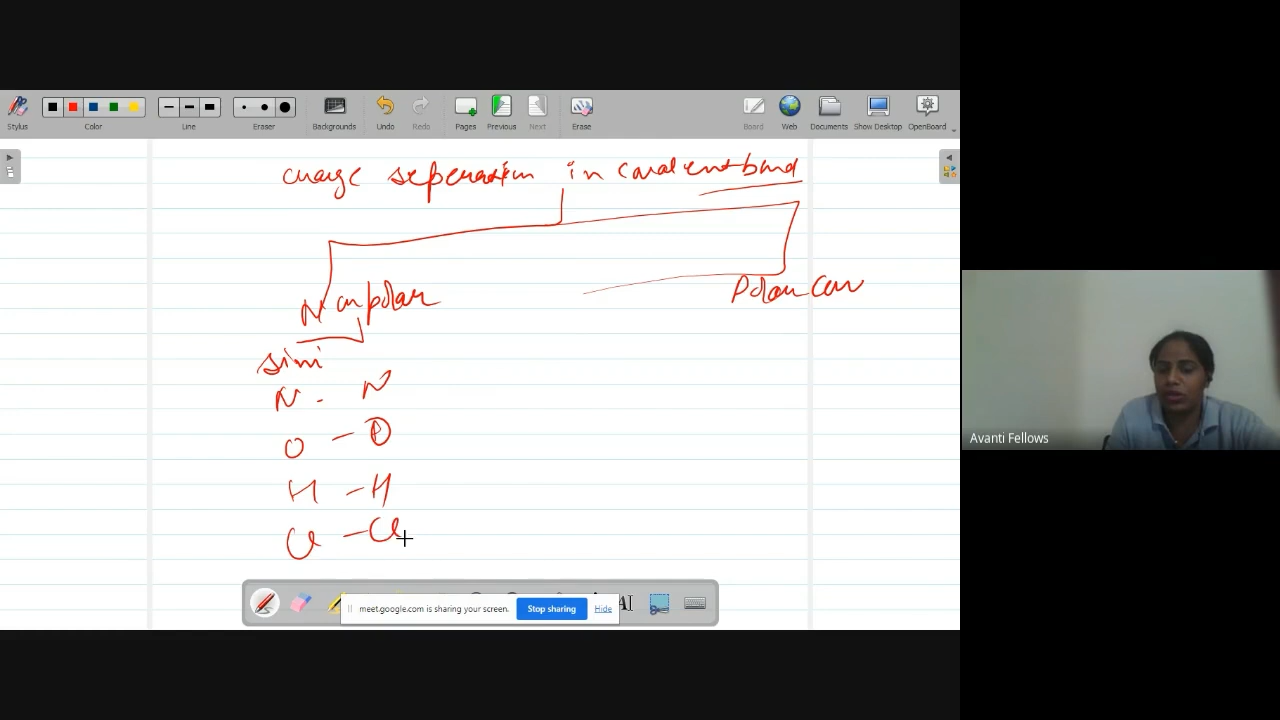 Stylus Color Line Eraser Backgrounds Undo Redo Pages Previous Next Erase Board Web Documents Show Desktop OpenBoard
charge seperation in covalent bond
Nonpolar Polar Cov
simi
N - N
O - O
H - H
Cl - Cl
Avanti Fellows
meet.google.com is sharing your screen. Stop sharing Hide
AI